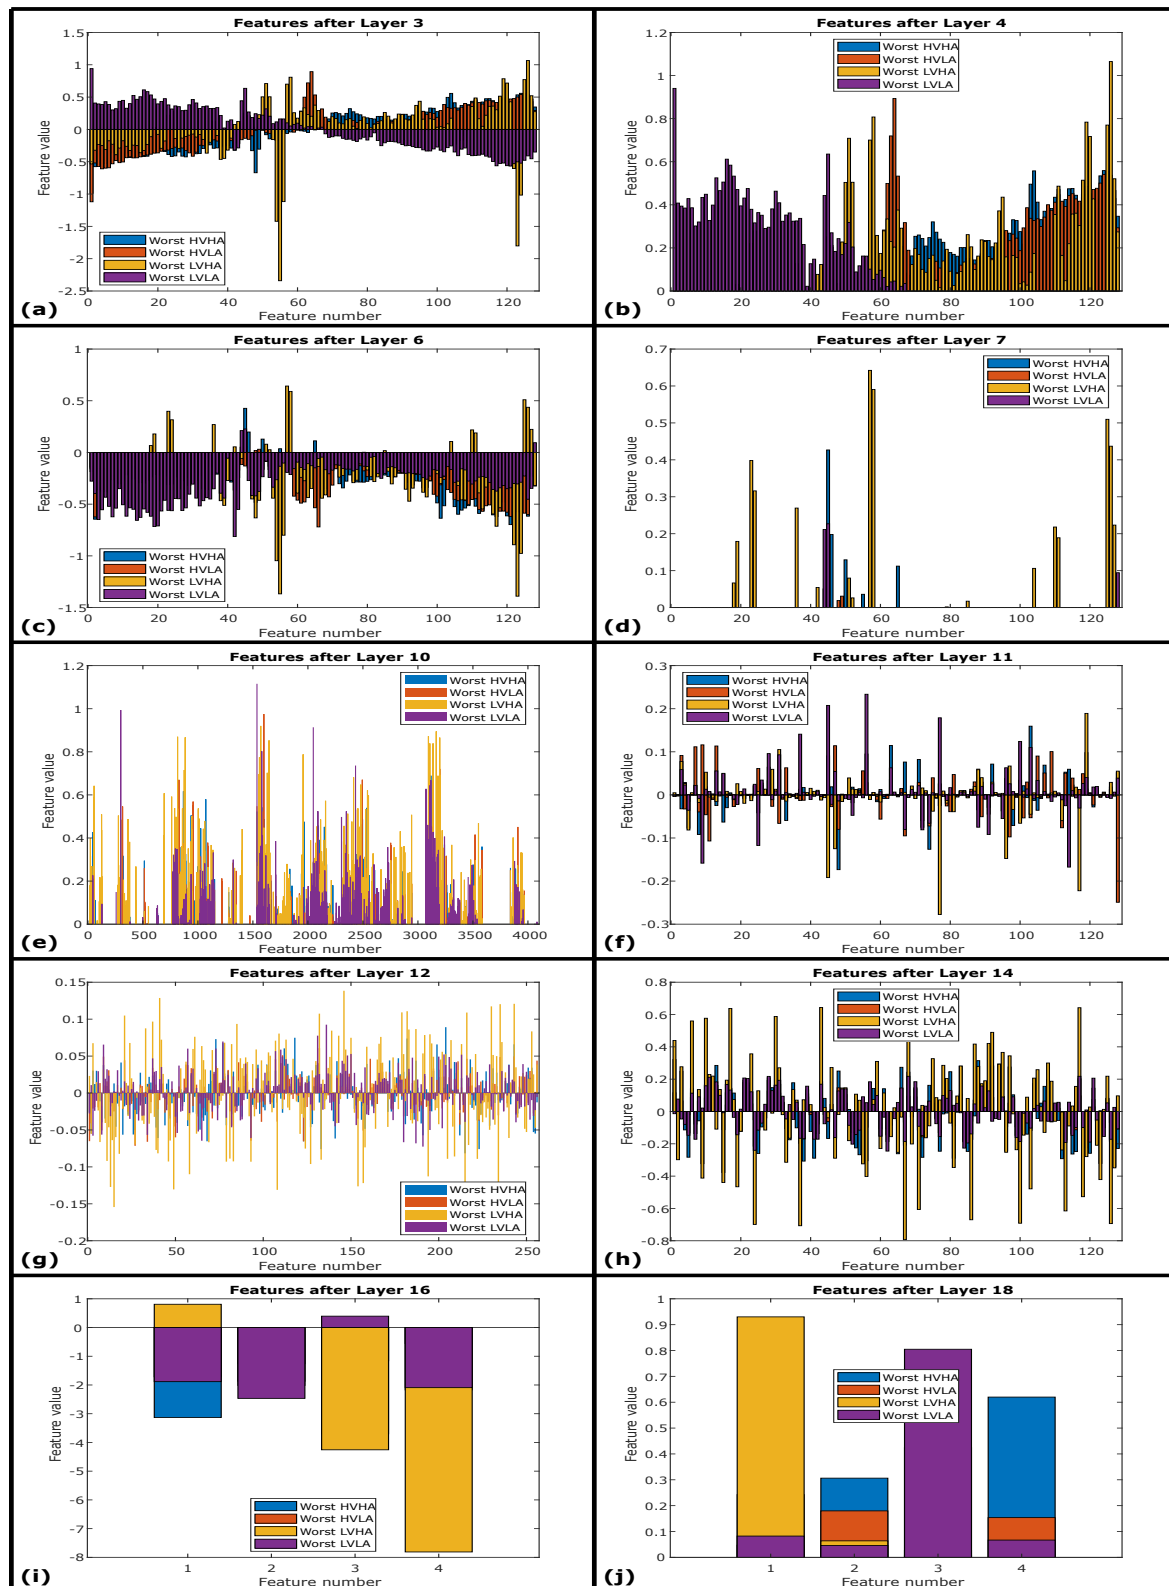 Features after Layer 3
1.5
1
0.5
0
-0.5
-1
-1.5
-2
-2.5
Feature value
Worst HVHA
Worst HVLA
Worst LVHA
Worst LVLA
0 20 40 60 80 100 120
Feature number
(a)
Features after Layer 4
1.2
1
0.8
0.6
0.4
0.2
0
Feature value
Worst HVHA
Worst HVLA
Worst LVHA
Worst LVLA
0 20 40 60 80 100 120
Feature number
(b)
Features after Layer 6
1
0.5
0
-0.5
-1
-1.5
Feature value
Worst HVHA
Worst HVLA
Worst LVHA
Worst LVLA
0 20 40 60 80 100 120
Feature number
(c)
Features after Layer 7
0.7
0.6
0.5
0.4
0.3
0.2
0.1
0
Feature value
Worst HVHA
Worst HVLA
Worst LVHA
Worst LVLA
0 20 40 60 80 100 120
Feature number
(d)
Features after Layer 10
1.2
1
0.8
0.6
0.4
0.2
0
Feature value
Worst HVHA
Worst HVLA
Worst LVHA
Worst LVLA
0 500 1000 1500 2000 2500 3000 3500 4000
Feature number
(e)
Features after Layer 11
0.3
0.2
0.1
0
-0.1
-0.2
-0.3
Feature value
Worst HVHA
Worst HVLA
Worst LVHA
Worst LVLA
0 20 40 60 80 100 120
Feature number
(f)
Features after Layer 12
0.15
0.1
0.05
0
-0.05
-0.1
-0.15
-0.2
Feature value
Worst HVHA
Worst HVLA
Worst LVHA
Worst LVLA
0 50 100 150 200 250
Feature number
(g)
Features after Layer 14
0.8
0.6
0.4
0.2
0
-0.2
-0.4
-0.6
-0.8
Feature value
Worst HVHA
Worst HVLA
Worst LVHA
Worst LVLA
0 20 40 60 80 100 120
Feature number
(h)
Features after Layer 16
1
0
-1
-2
-3
-4
-5
-6
-7
-8
Feature value
Worst HVHA
Worst HVLA
Worst LVHA
Worst LVLA
1 2 3 4
Feature number
(i)
Features after Layer 18
1
0.9
0.8
0.7
0.6
0.5
0.4
0.3
0.2
0.1
0
Feature value
Worst HVHA
Worst HVLA
Worst LVHA
Worst LVLA
1 2 3 4
Feature number
(j)